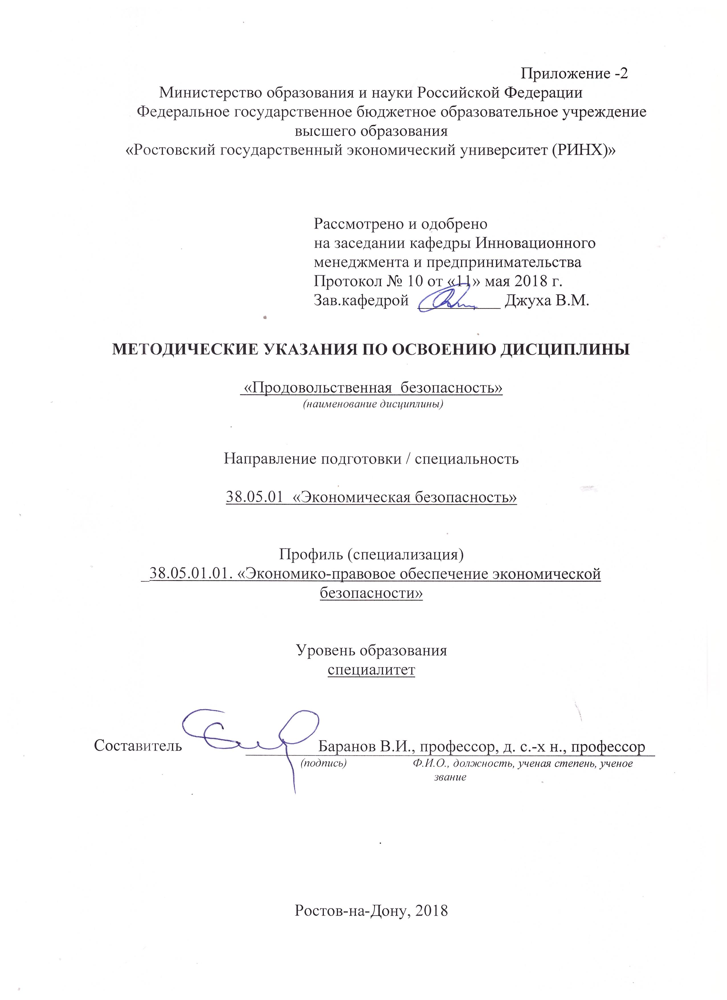 Приложение -2
Министерство образования и науки Российской Федерации
Федеральное государственное бюджетное образовательное учреждение
высшего образования
«Ростовский государственный экономический университет (РИНХ)»
Рассмотрено и одобрено
на заседании кафедры Инновационного
менеджмента и предпринимательства
Протокол № 10 от «11» мая 2018 г.
Зав.кафедрой __________ Джуха В.М.
МЕТОДИЧЕСКИЕ УКАЗАНИЯ ПО ОСВОЕНИЮ ДИСЦИПЛИНЫ
«Продовольственная безопасность»
(наименование дисциплины)
Направление подготовки / специальность
38.05.01 «Экономическая безопасность»
Профиль (специализация)
_38.05.01.01. «Экономико-правовое обеспечение экономической
безопасности»
Уровень образования
специалитет
Составитель Баранов В.И., профессор, д. с.-х н., профессор
(подпись) Ф.И.О., должность, ученая степень, ученое
звание
Ростов-на-Дону, 2018